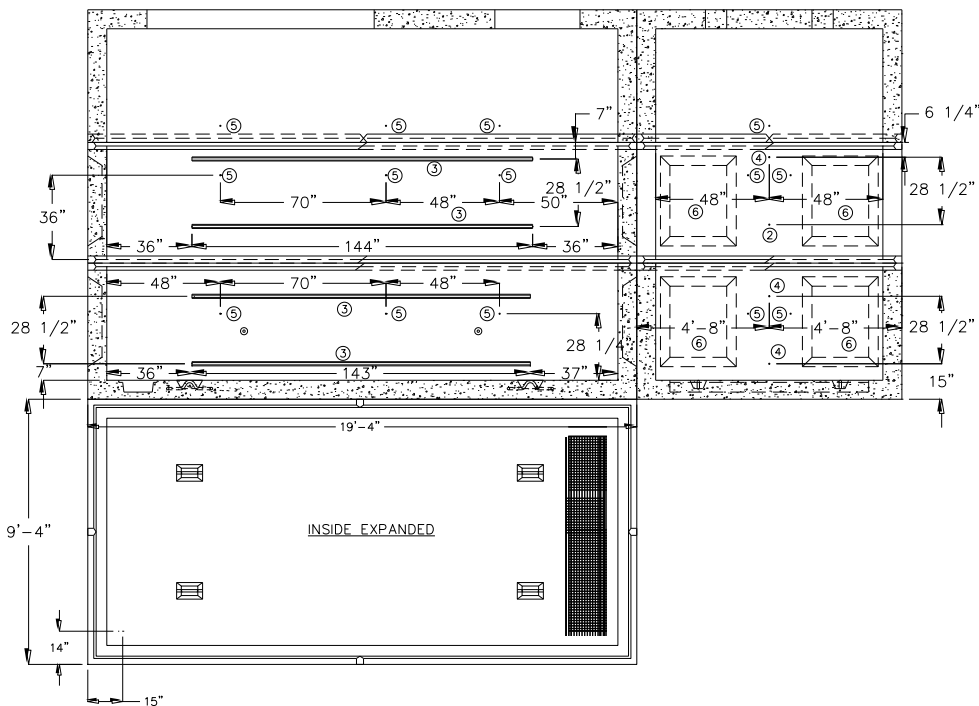 7" 6 1/4"
5 5 5 5
3 4
5 5 5 5 5
28 1/2" 28 1/2"
36" 70" 48" 50" 48" 48"
3 6 6
36" 144" 36" 2
48" 70" 48" 4
3 5 5 5 5 5
28 1/2" 4'-8" 4'-8" 28 1/2"
28 1/4" 6 6
3 4
7" 36" 143" 37" 15"
19'-4"
9'-4" INSIDE EXPANDED
14"
15"